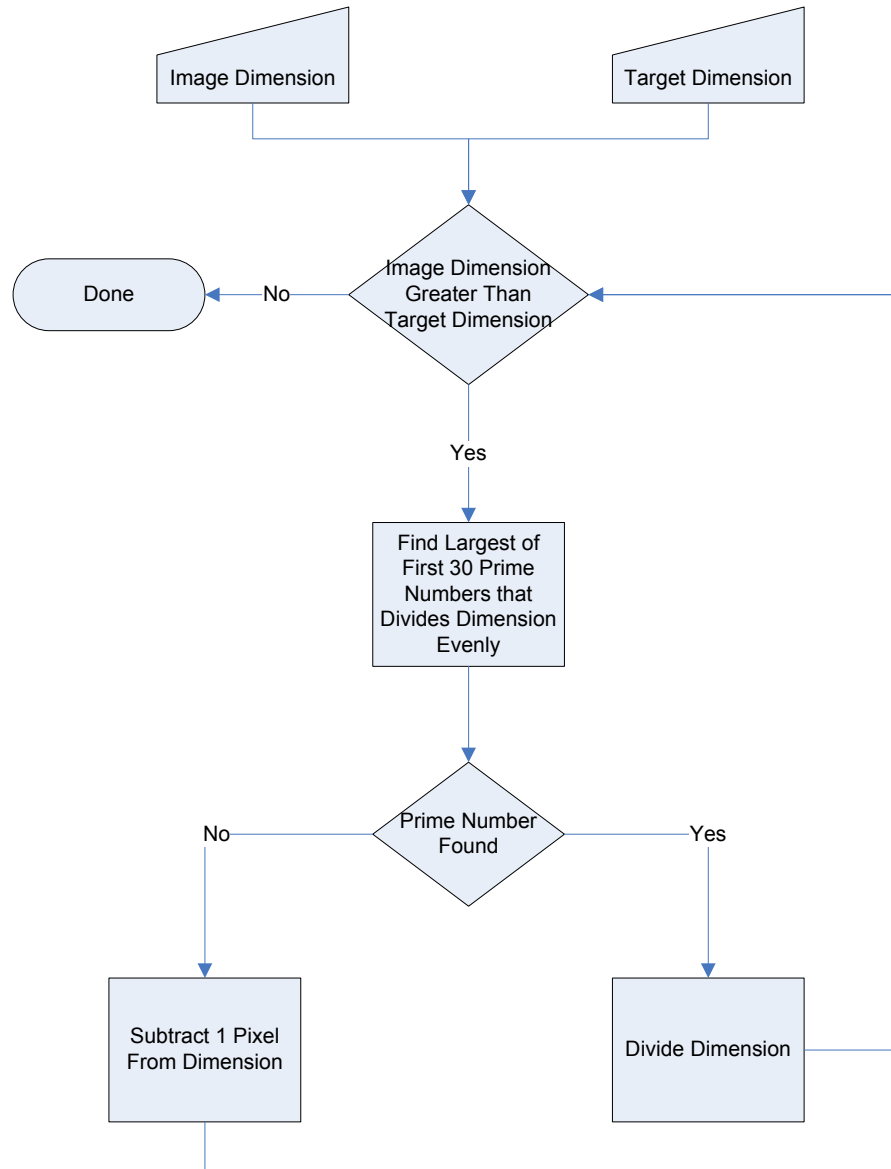 Image Dimension
Target Dimension
Image Dimension
Greater Than
Target Dimension
No
Done
Yes
Find Largest of
First 30 Prime
Numbers that
Divides Dimension
Evenly
Prime Number
Found
No
Yes
Subtract 1 Pixel
From Dimension
Divide Dimension